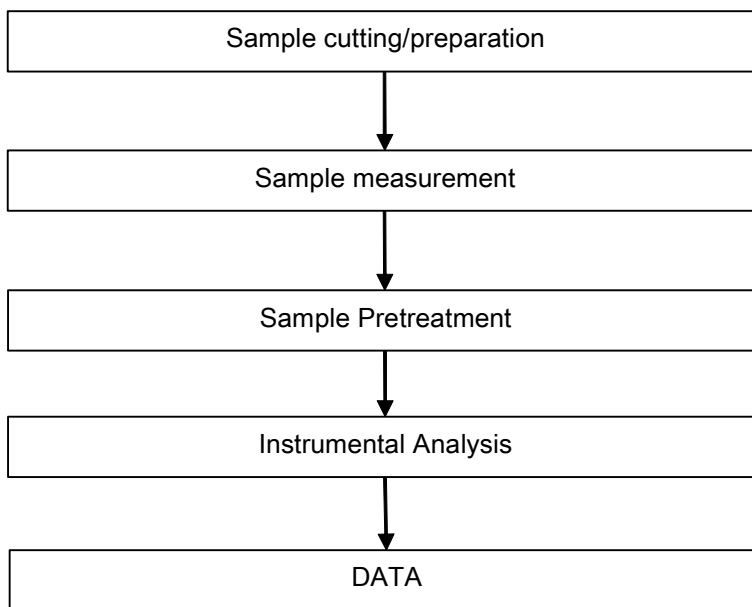 Sample cutting/preparation
Sample measurement
Sample Pretreatment
Instrumental Analysis
DATA